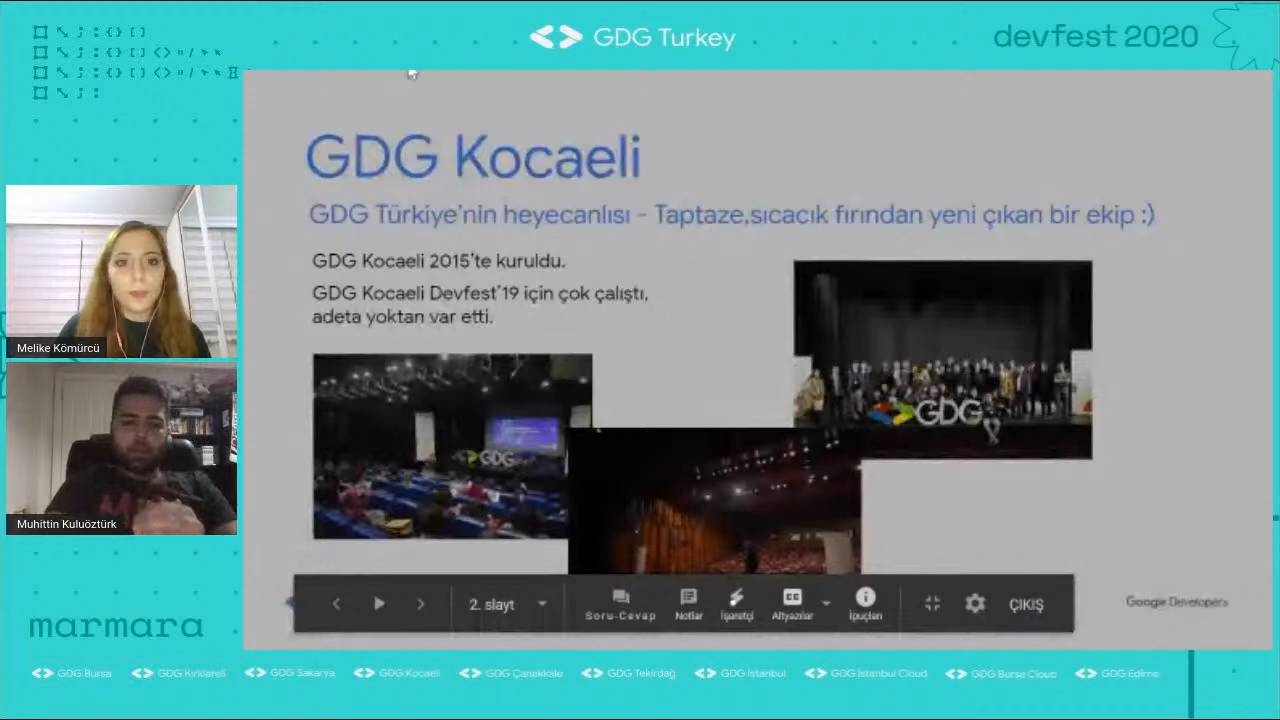 GDG Turkey
devfest 2020
GDG Kocaeli
GDG Türkiye'nin heyecanlısı - Taptaze,sıcacık fırından yeni çıkan bir ekip :)
GDG Kocaeli 2015'te kuruldu.
GDG Kocaeli Devfest'19 için çok çalıştı,
adeta yoktan var etti.
GDG
GDG
Melike Kömürcü
Muhittin Kuluöztürk
2. slayt
Soru-Cevap
Notlar
İşaretçi
Altyazılar
İpuçları
ÇIKIŞ
Google Developers
marmara
GDG Bursa
GDG Kırklareli
GDG Sakarya
GDG Kocaeli
GDG Çanakkale
GDG Tekirdağ
GDG İstanbul
GDG İstanbul Cloud
GDG Bursa Cloud
GDG Edirne